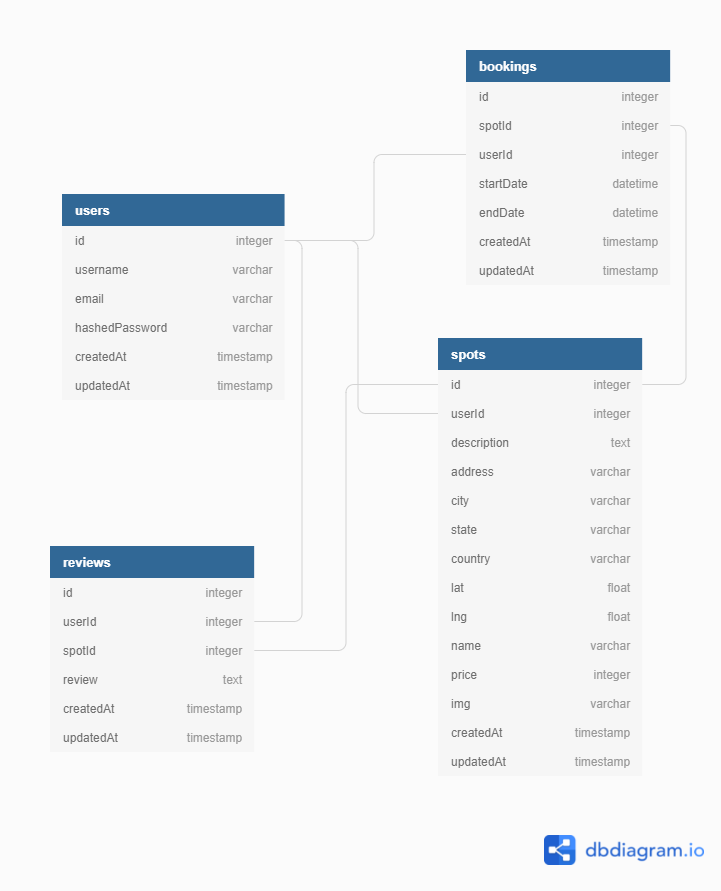 bookings
id integer
spotId integer
userId integer
startDate datetime
endDate datetime
createdAt timestamp
updatedAt timestamp
users
id integer
username varchar
email varchar
hashedPassword varchar
createdAt timestamp
updatedAt timestamp
spots
id integer
userId integer
description text
address varchar
city varchar
state varchar
country varchar
lat float
lng float
name varchar
price integer
img varchar
createdAt timestamp
updatedAt timestamp
reviews
id integer
userId integer
spotId integer
review text
createdAt timestamp
updatedAt timestamp
dbdiagram.io